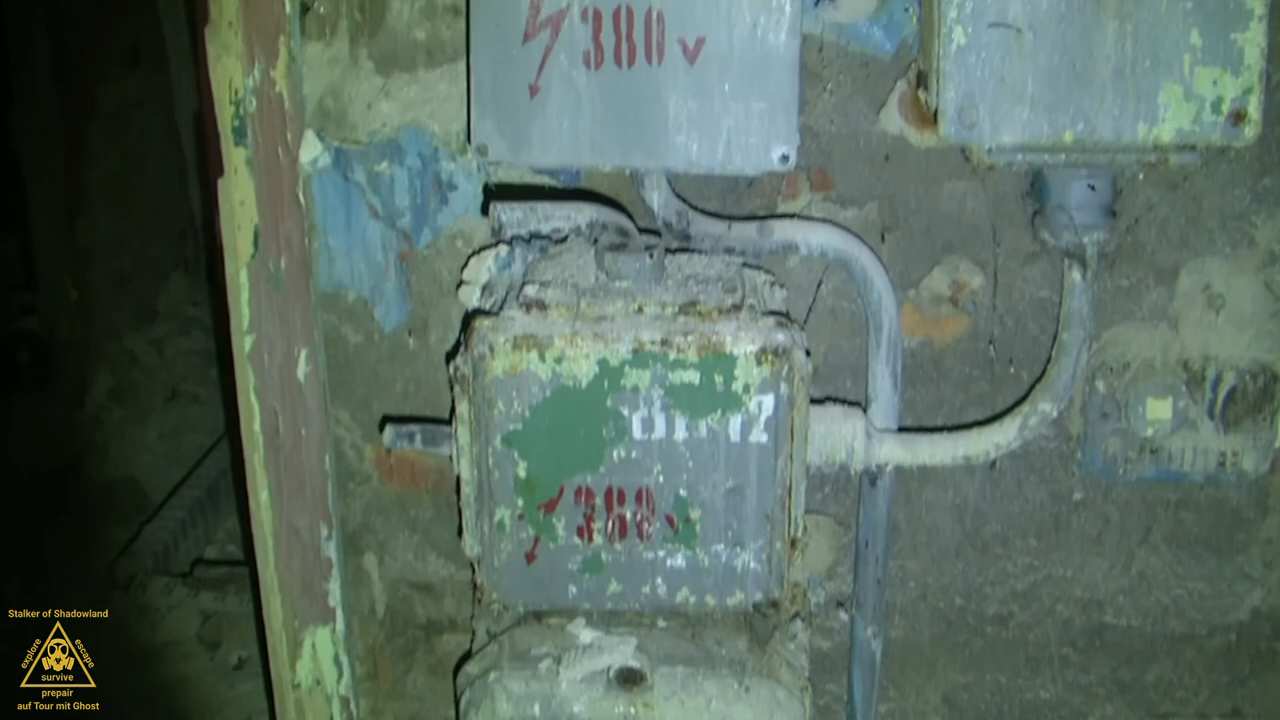 380 v
380 v
Stalker of Shadowland
explore
escape
survive
prepair
auf Tour mit Ghost